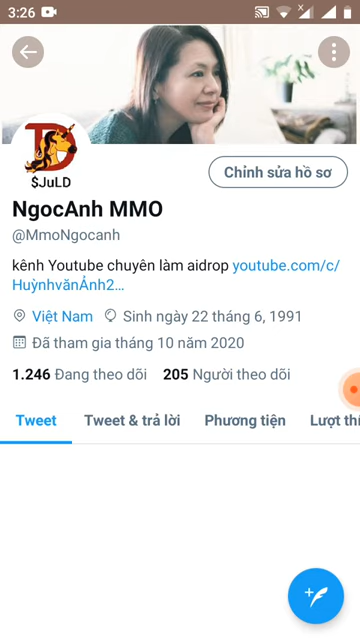 3:26
$JuLD
Chỉnh sửa hồ sơ
NgocAnh MMO
@MmoNgocanh
kênh Youtube chuyên làm aidrop youtube.com/c/
HuỳnhvănẢnh2...
Việt Nam Sinh ngày 22 tháng 6, 1991
Đã tham gia tháng 10 năm 2020
1.246 Đang theo dõi 205 Người theo dõi
Tweet Tweet & trả lời Phương tiện Lượt thí